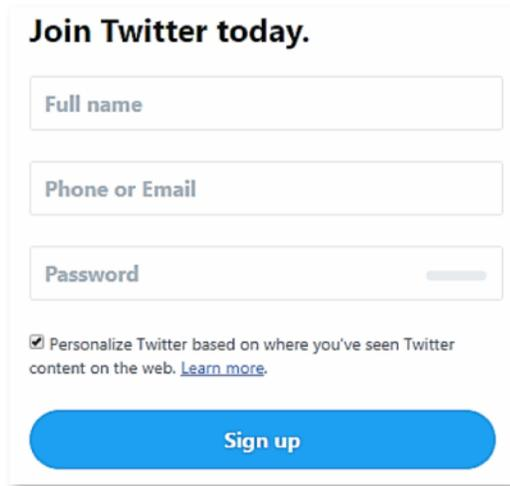 Join Twitter today.
Full name
Phone or Email
Password
Personalize Twitter based on where you've seen Twitter
content on the web. Learn more.
Sign up